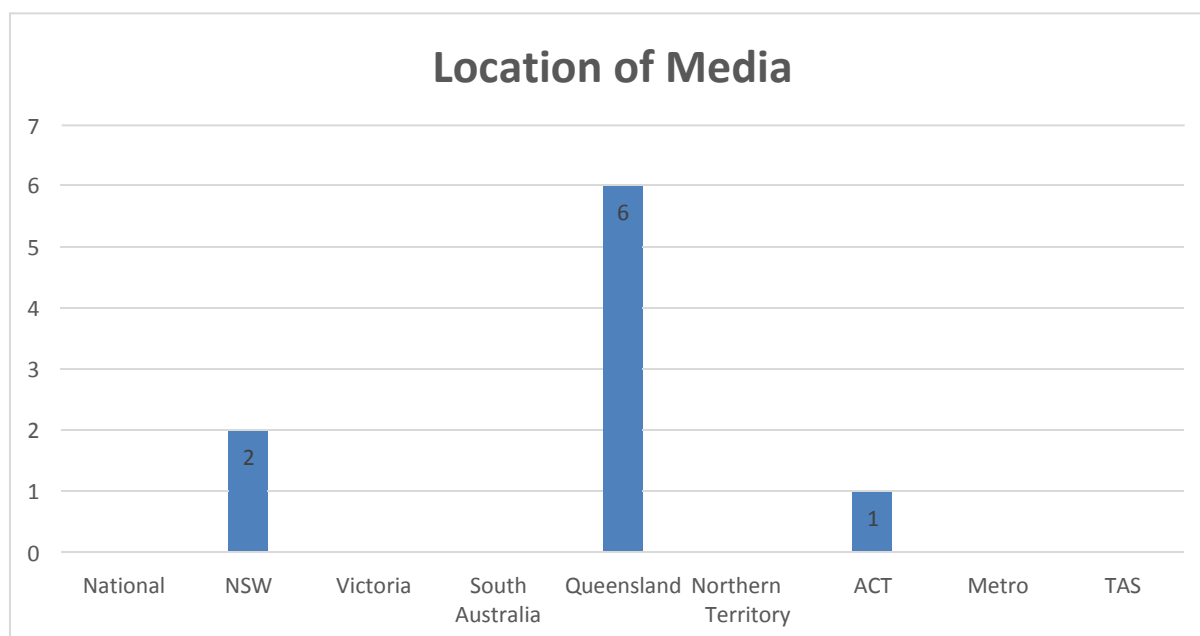 Location of Media
7
6
5
4
3
2
1
0
2
6
1
National
NSW
Victoria
South
Australia
Queensland
Northern
Territory
ACT
Metro
TAS